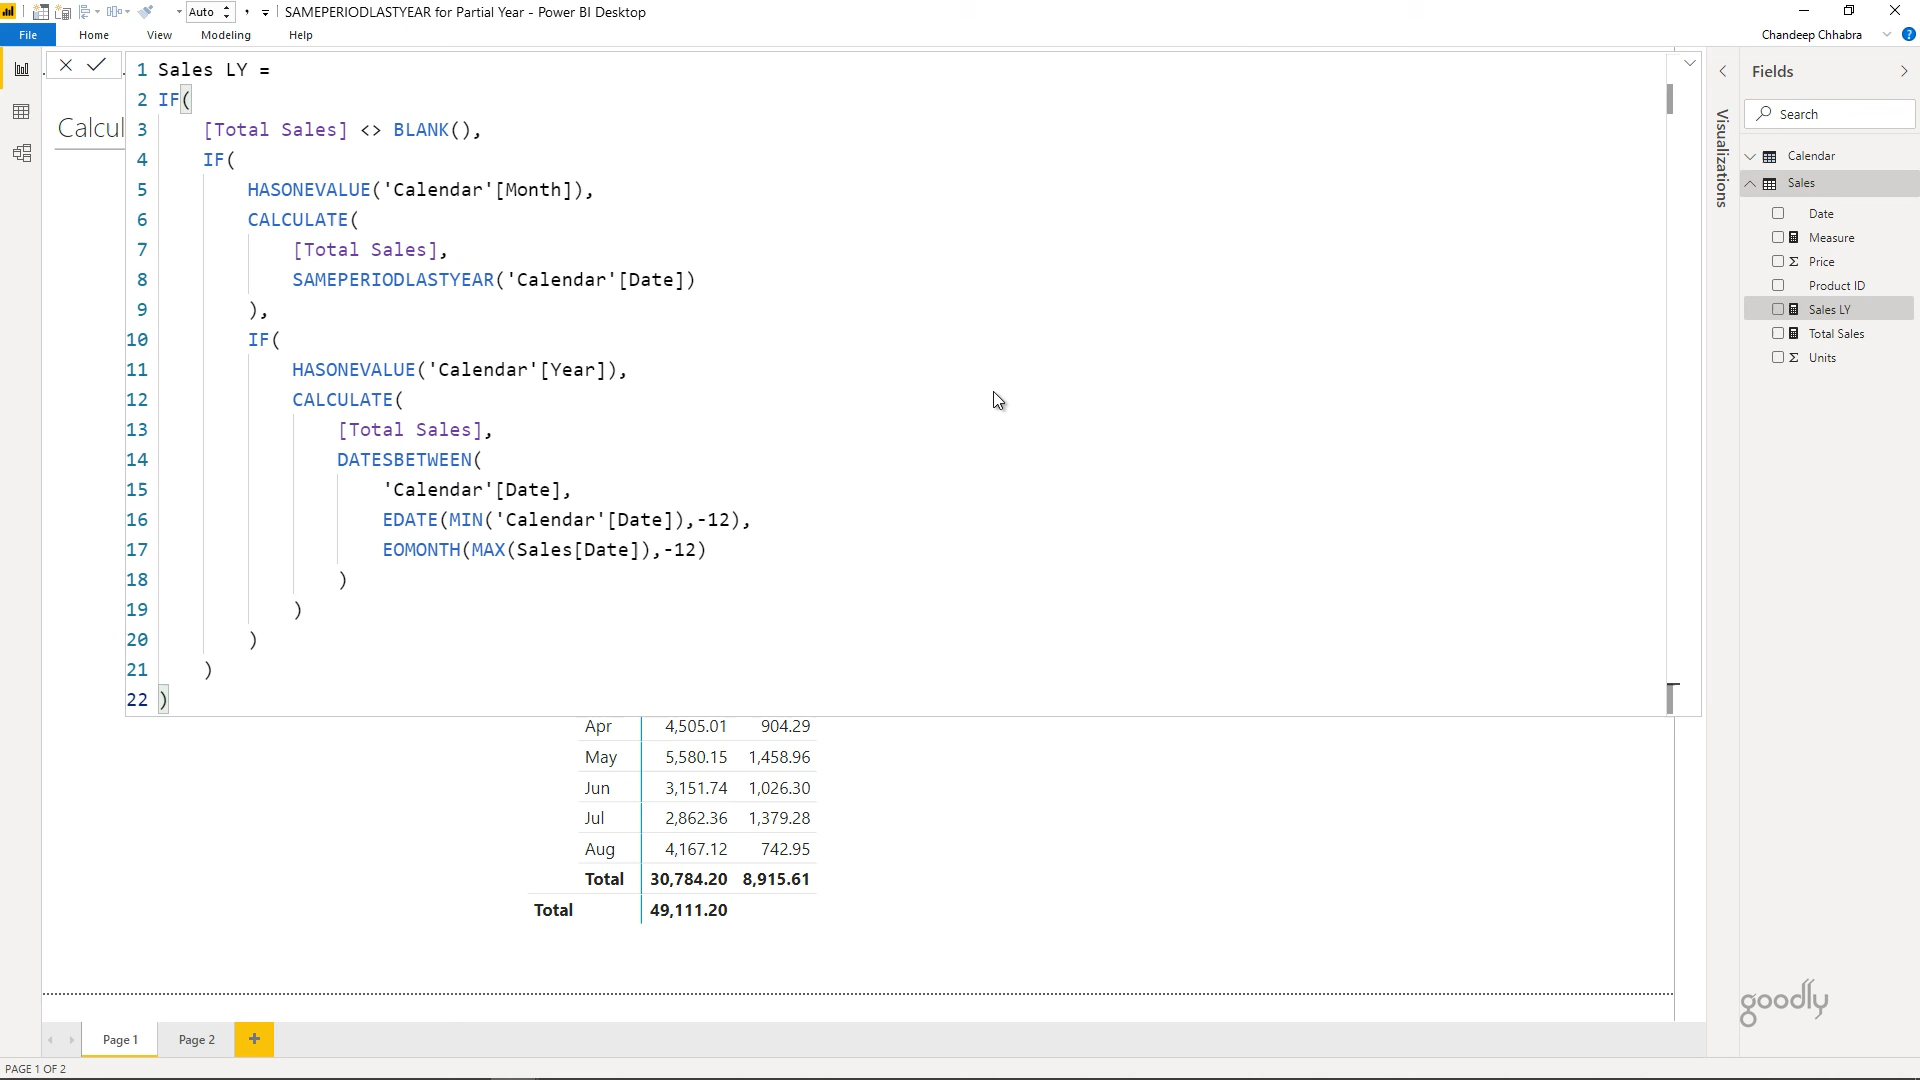 Auto
SAMEPERIODLASTYEAR for Partial Year - Power BI Desktop
File
Home
View
Modeling
Help
Chandeep Chhabra
?
Calcul
1 Sales LY =
2 IF(
3 [Total Sales] <> BLANK(),
4 IF(
5 HASONEVALUE('Calendar'[Month]),
6 CALCULATE(
7 [Total Sales],
8 SAMEPERIODLASTYEAR('Calendar'[Date])
9 ),
10 IF(
11 HASONEVALUE('Calendar'[Year]),
12 CALCULATE(
13 [Total Sales],
14 DATESBETWEEN(
15 'Calendar'[Date],
16 EDATE(MIN('Calendar'[Date]),-12),
17 EOMONTH(MAX(Sales[Date]),-12)
18 )
19 )
20 )
21 )
22 )
Apr 4,505.01 904.29
May 5,580.15 1,458.96
Jun 3,151.74 1,026.30
Jul 2,862.36 1,379.28
Aug 4,167.12 742.95
Total 30,784.20 8,915.61
Total 49,111.20
Visualizations
Fields
Search
Calendar
Sales
Date
Measure
Σ Price
Product ID
Sales LY
Total Sales
Σ Units
goodly
Page 1
Page 2
+
PAGE 1 OF 2